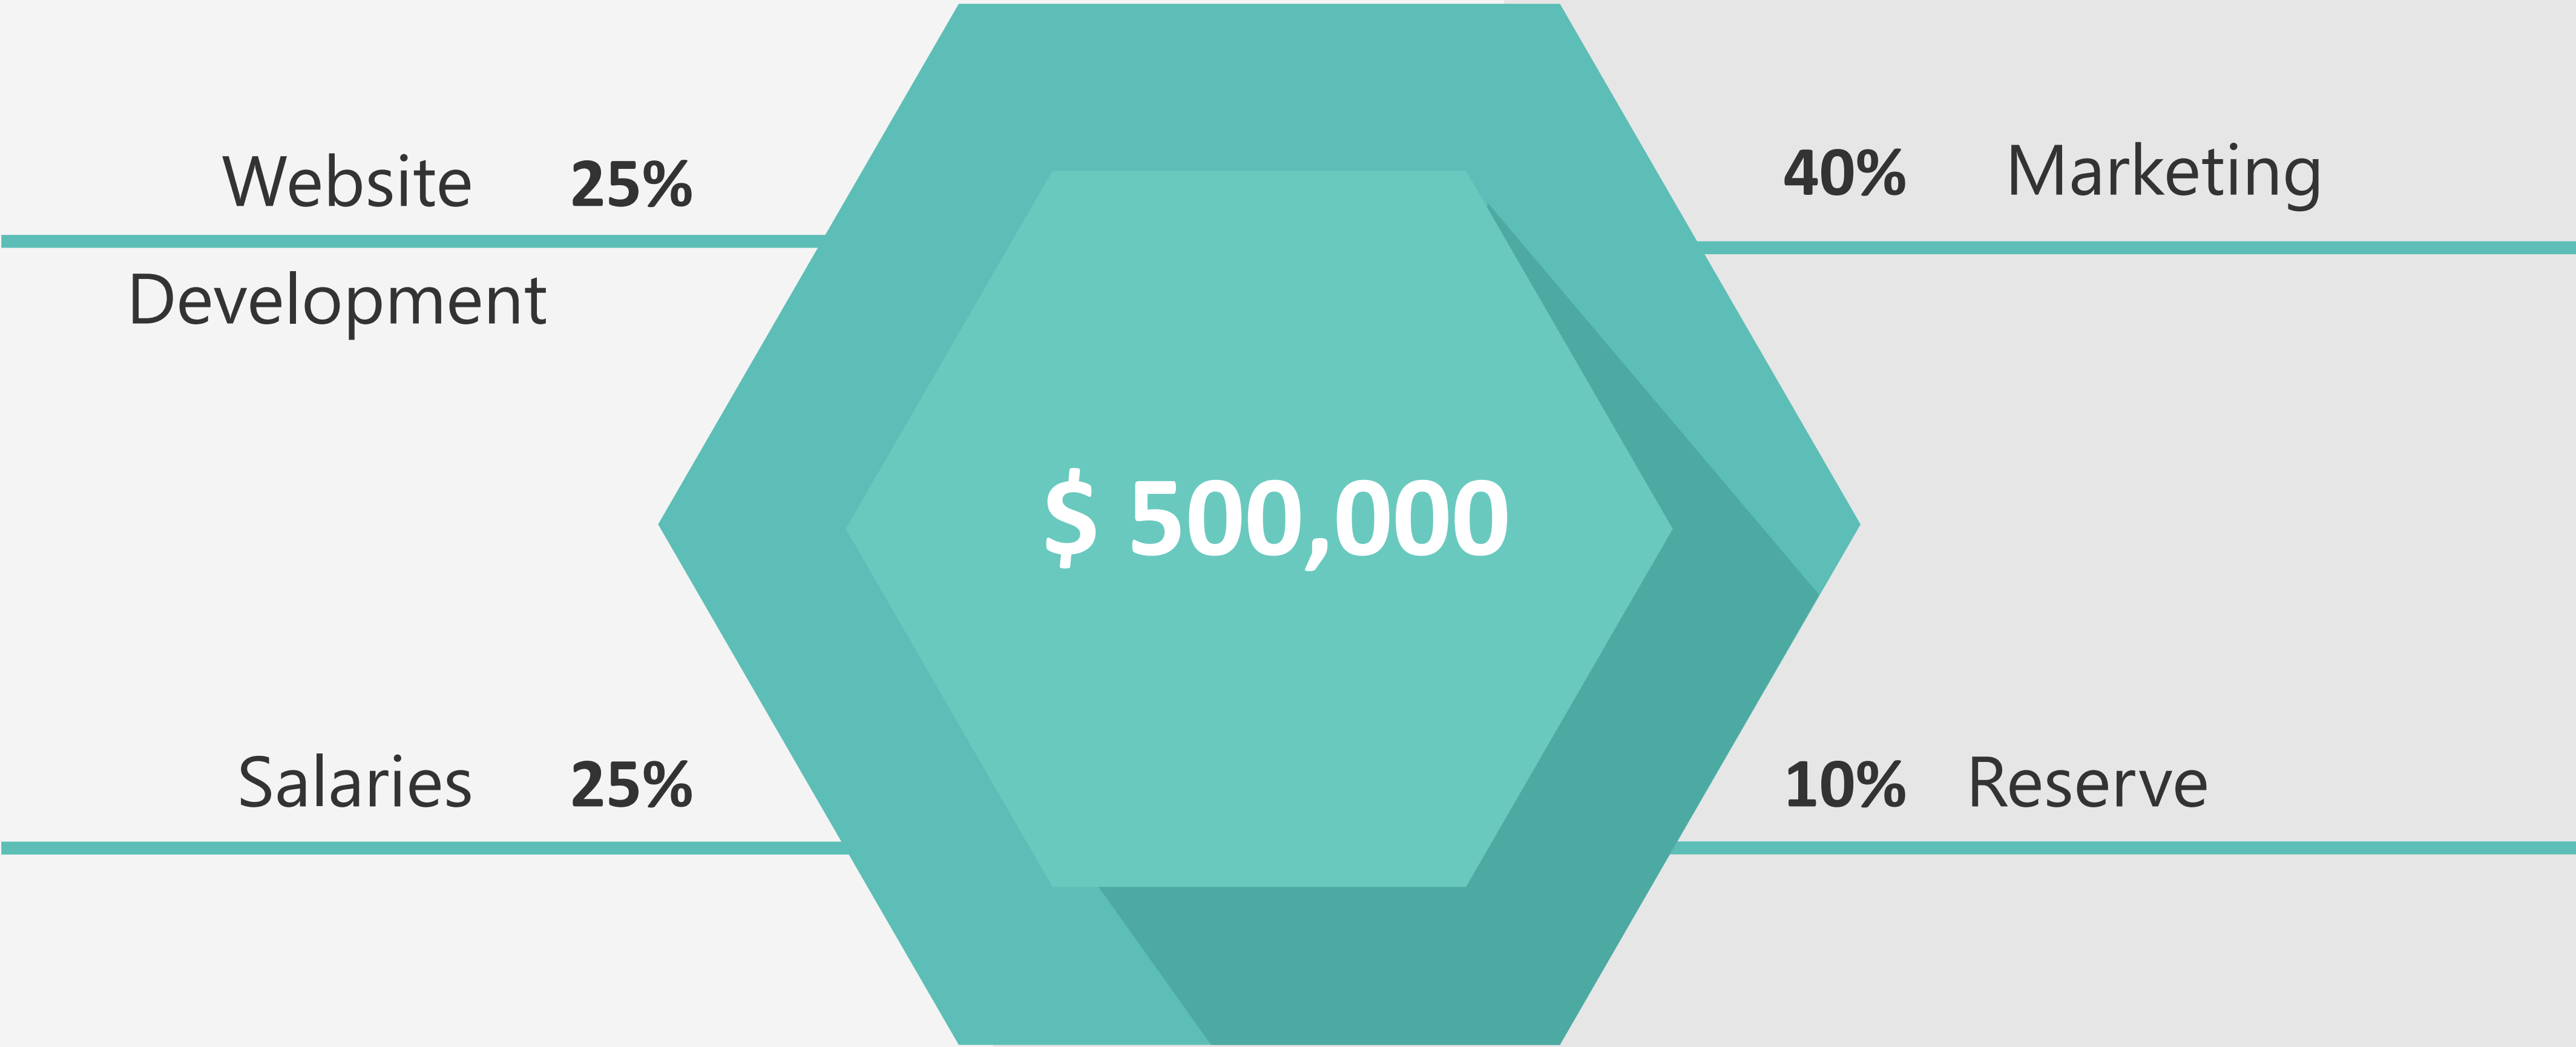 Website 25%
Development
40% Marketing
$ 500,000
Salaries 25%
10% Reserve